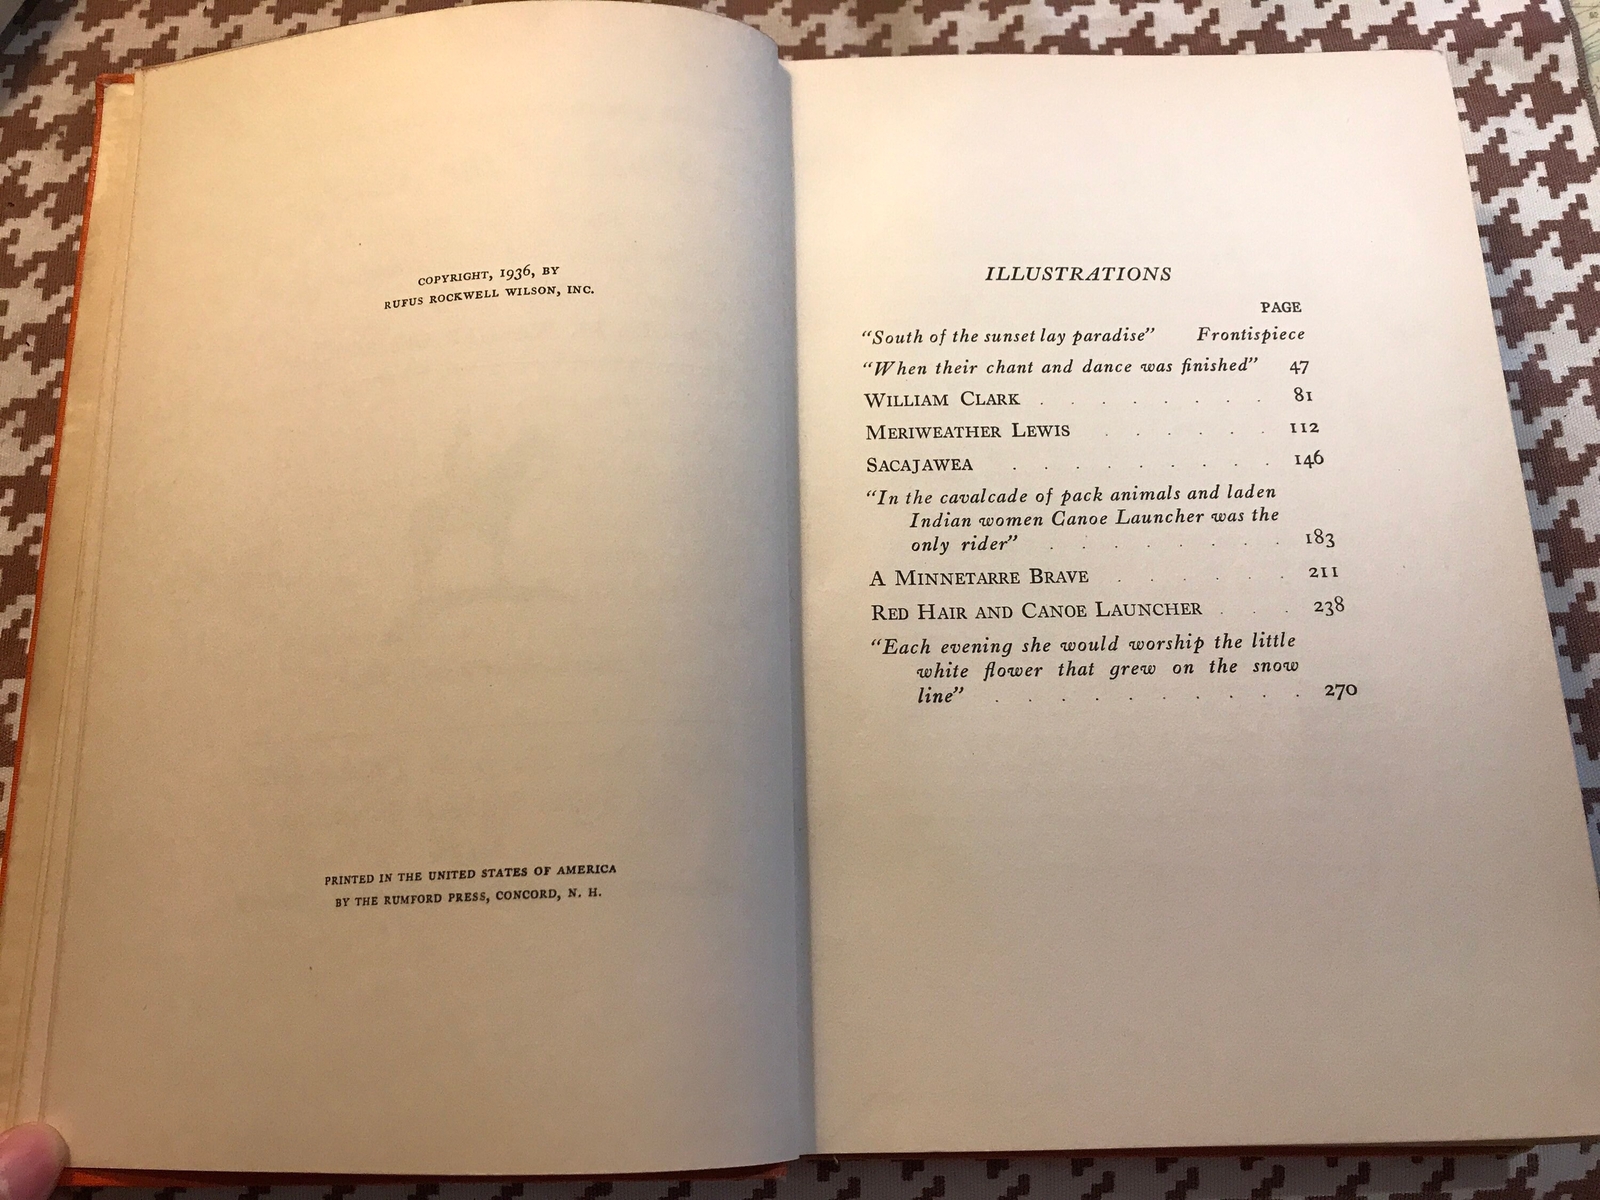 COPYRIGHT, 1936, BY
RUFUS ROCKWELL WILSON, INC.
PRINTED IN THE UNITED STATES OF AMERICA
BY THE RUMFORD PRESS, CONCORD, N. H.
ILLUSTRATIONS
PAGE
"South of the sunset lay paradise" Frontispiece
"When their chant and dance was finished" 47
WILLIAM CLARK . . . . . . . . 81
MERIWEATHER LEWIS . . . . . . 112
SACAJAWEA . . . . . . . . . 146
"In the cavalcade of pack animals and laden
Indian women Canoe Launcher was the
only rider" . . . . . . . . 183
A MINNETARRE BRAVE . . . . . . 211
RED HAIR AND CANOE LAUNCHER . . . 238
"Each evening she would worship the little
white flower that grew on the snow
line" . . . . . . . . . . 270